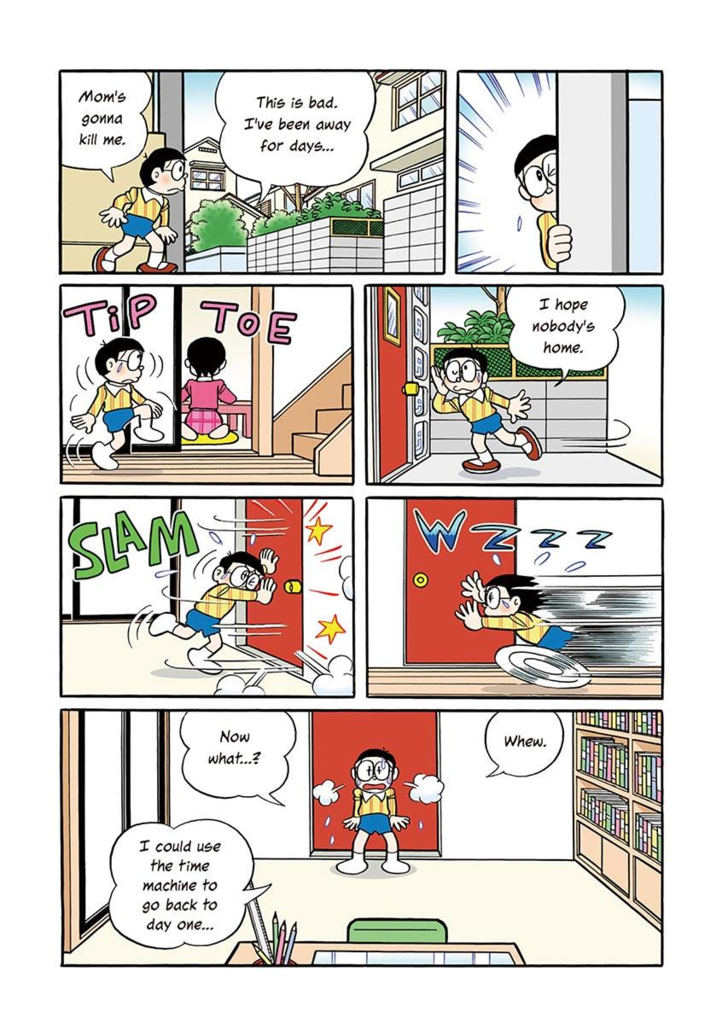 This is bad.
I've been away
for days...
Mom's
gonna
kill me.
I hope
nobody's
home.
TIP TOE
WZZZ
SLAM
Whew.
Now
what...?
I could use
the time
machine to
go back to
day one...